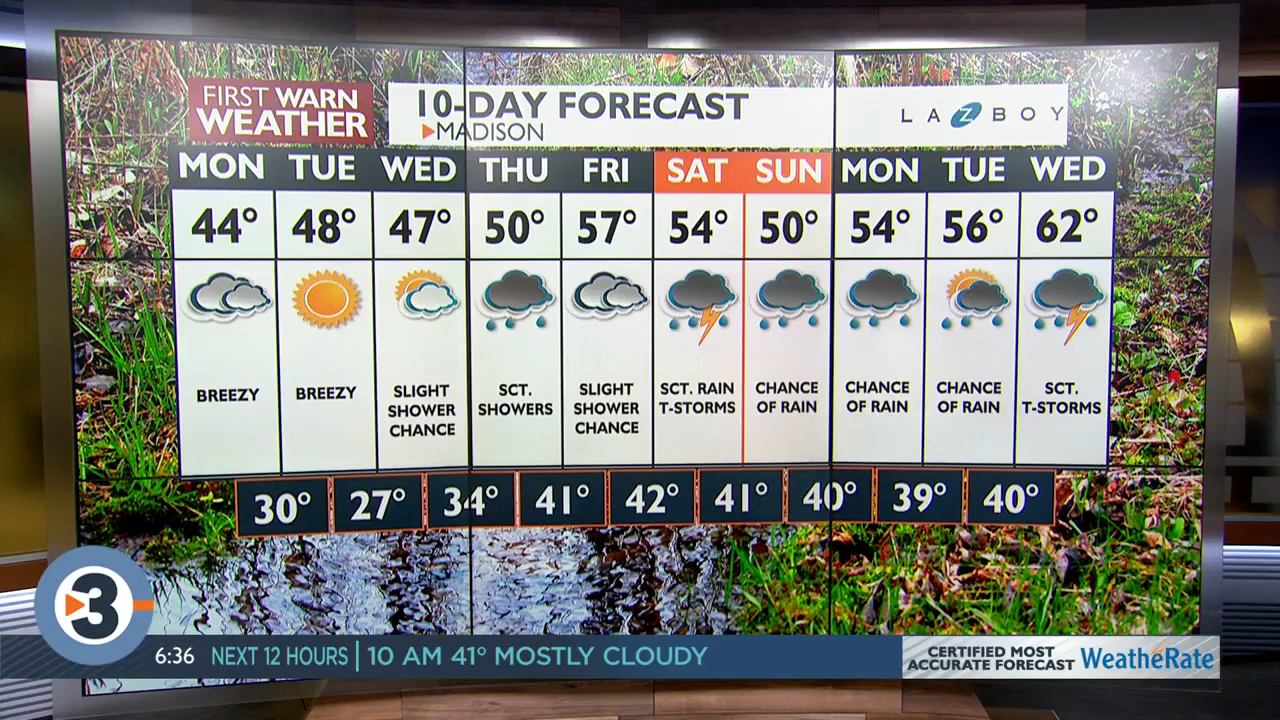 FIRST WARN
WEATHER
10-DAY FORECAST
MADISON
LA Z BOY
MON TUE WED THU FRI SAT SUN MON TUE WED
44° 48° 47° 50° 57° 54° 50° 54° 56° 62°
BREEZY
BREEZY
SLIGHT
SHOWER
CHANCE
SCT.
SHOWERS
SLIGHT
SHOWER
CHANCE
SCT. RAIN
T-STORMS
CHANCE
OF RAIN
CHANCE
OF RAIN
CHANCE
OF RAIN
SCT.
T-STORMS
30° 27° 34° 41° 42° 41° 40° 39° 40°
3
6:36 NEXT 12 HOURS | 10 AM 41° MOSTLY CLOUDY
CERTIFIED MOST
ACCURATE FORECAST
WeatheRate